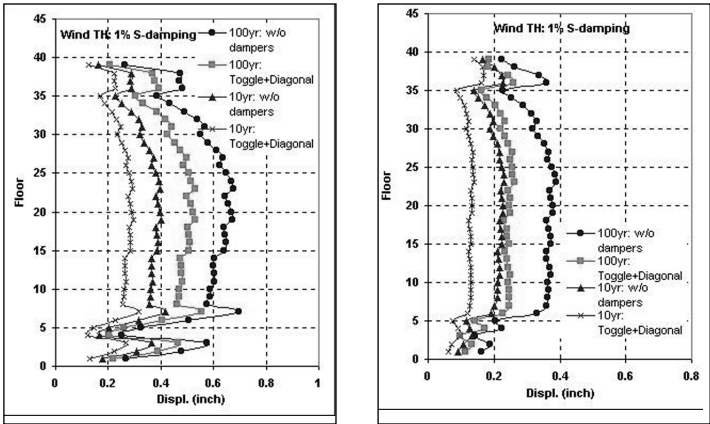 Wind TH: 1% S-damping
100yr: w/o
dampers
100yr:
Toggle+Diagonal
10yr: w/o
dampers
10yr:
Toggle+Diagonal
45
40
35
30
25
20
15
10
5
0
Floor
0
0.2
0.4
0.6
0.8
1
Displ. (inch)
Wind TH: 1% S-damping
100yr: w/o
dampers
100yr:
Toggle+Diagonal
10yr: w/o
dampers
10yr:
Toggle+Diagonal
45
40
35
30
25
20
15
10
5
0
Floor
0
0.2
0.4
0.6
0.8
Displ. (inch)